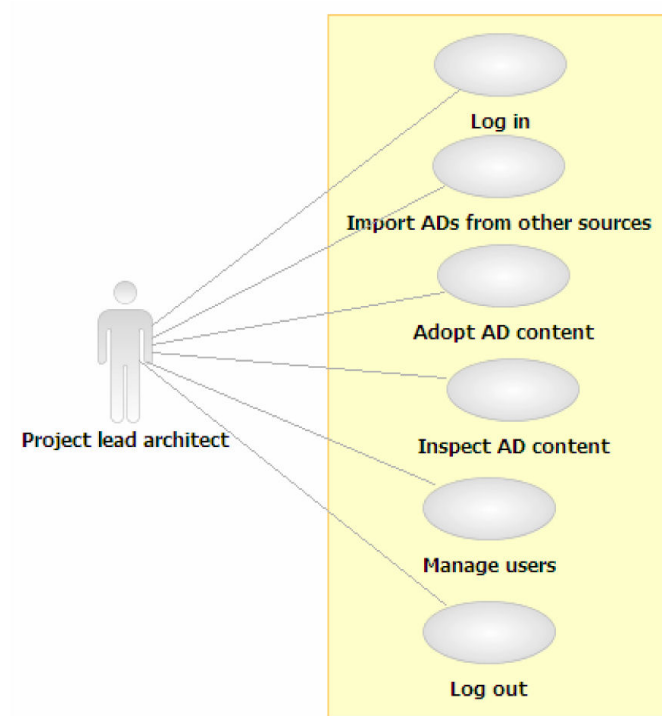 Log in
Import ADs from other sources
Adopt AD content
Project lead architect
Inspect AD content
Manage users
Log out